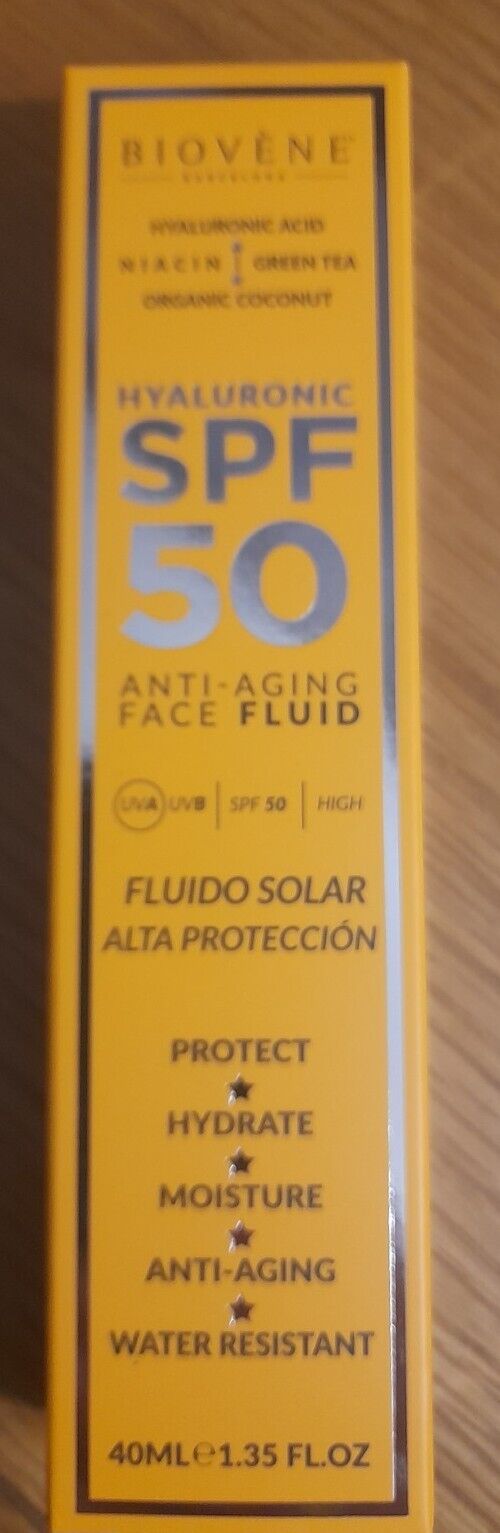 BIOVÈNE
BARCELONA
HYALURONIC ACID
NIACIN GREEN TEA
ORGANIC COCONUT
HYALURONIC
SPF
50
ANTI-AGING
FACE FLUID
UVA UVB SPF 50 HIGH
FLUIDO SOLAR
ALTA PROTECCIÓN
PROTECT
HYDRATE
MOISTURE
ANTI-AGING
WATER RESISTANT
40ML℮1.35 FL.OZ